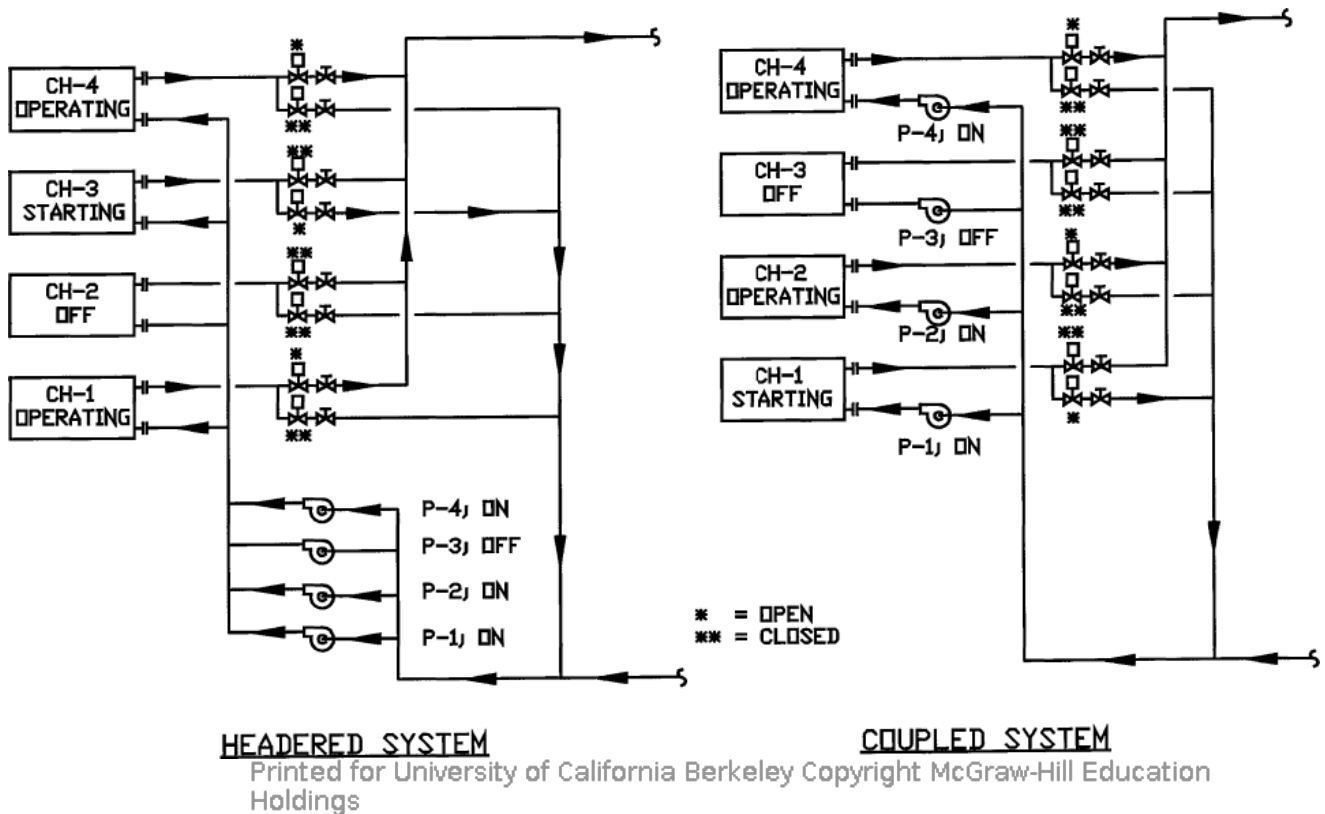 CH-4
OPERATING
CH-3
STARTING
CH-2
OFF
CH-1
OPERATING
*
**
**
*
**
**
*
**
P-4; ON
P-3; OFF
P-2; ON
P-1; ON
HEADERED SYSTEM
* = OPEN
** = CLOSED
CH-4
OPERATING
P-4; ON
CH-3
OFF
P-3; OFF
CH-2
OPERATING
P-2; ON
CH-1
STARTING
P-1; ON
*
**
**
**
*
**
**
*
COUPLED SYSTEM
Printed for University of California Berkeley Copyright McGraw-Hill Education
Holdings